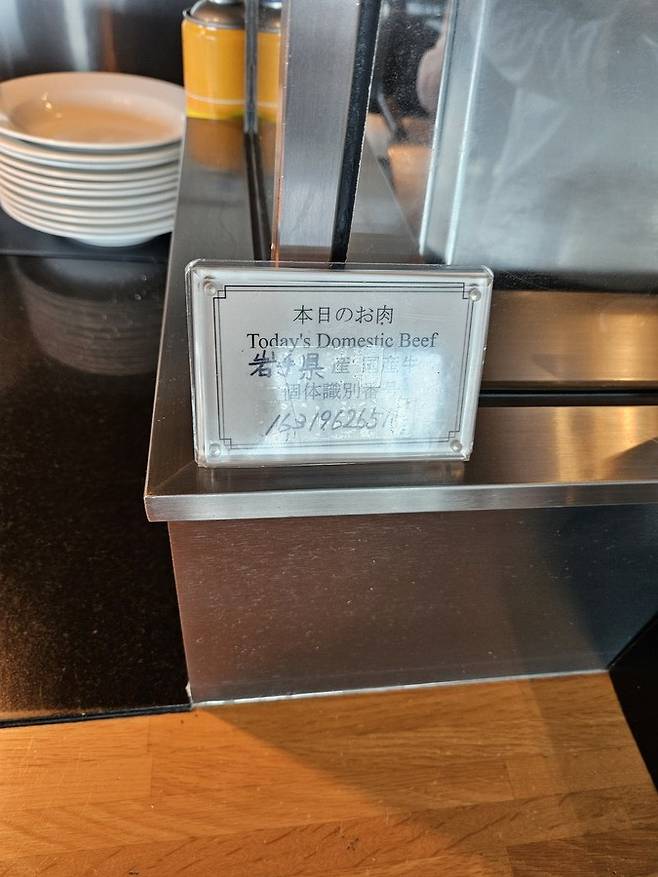 本日のお肉
Today's Domestic Beef
岩手県 産 国産牛
個体識別番号
1631962651